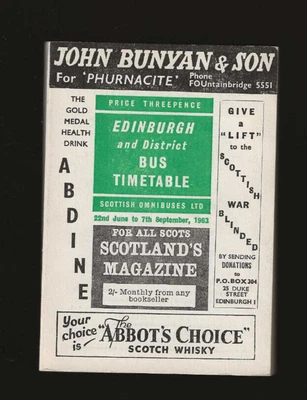 JOHN BUNYAN & SON
For 'PHURNACITE' Phone
FOUntainbridge 5551
THE
GOLD
MEDAL
HEALTH
DRINK
ABDINE
PRICE THREEPENCE
EDINBURGH
and District
BUS
TIMETABLE
SCOTTISH OMNIBUSES LTD
22nd June to 7th September, 1963
FOR ALL SCOTS
SCOTLAND'S
MAGAZINE
2/- Monthly from any
bookseller
GIVE
a
"LIFT"
to the
SCOTTISH
WAR
BLINDED
BY SENDING
DONATIONS
to
P.O.BOX 304
25 DUKE
STREET
EDINBURGH 1
Your
choice
is
The
"ABBOT'S CHOICE"
SCOTCH WHISKY